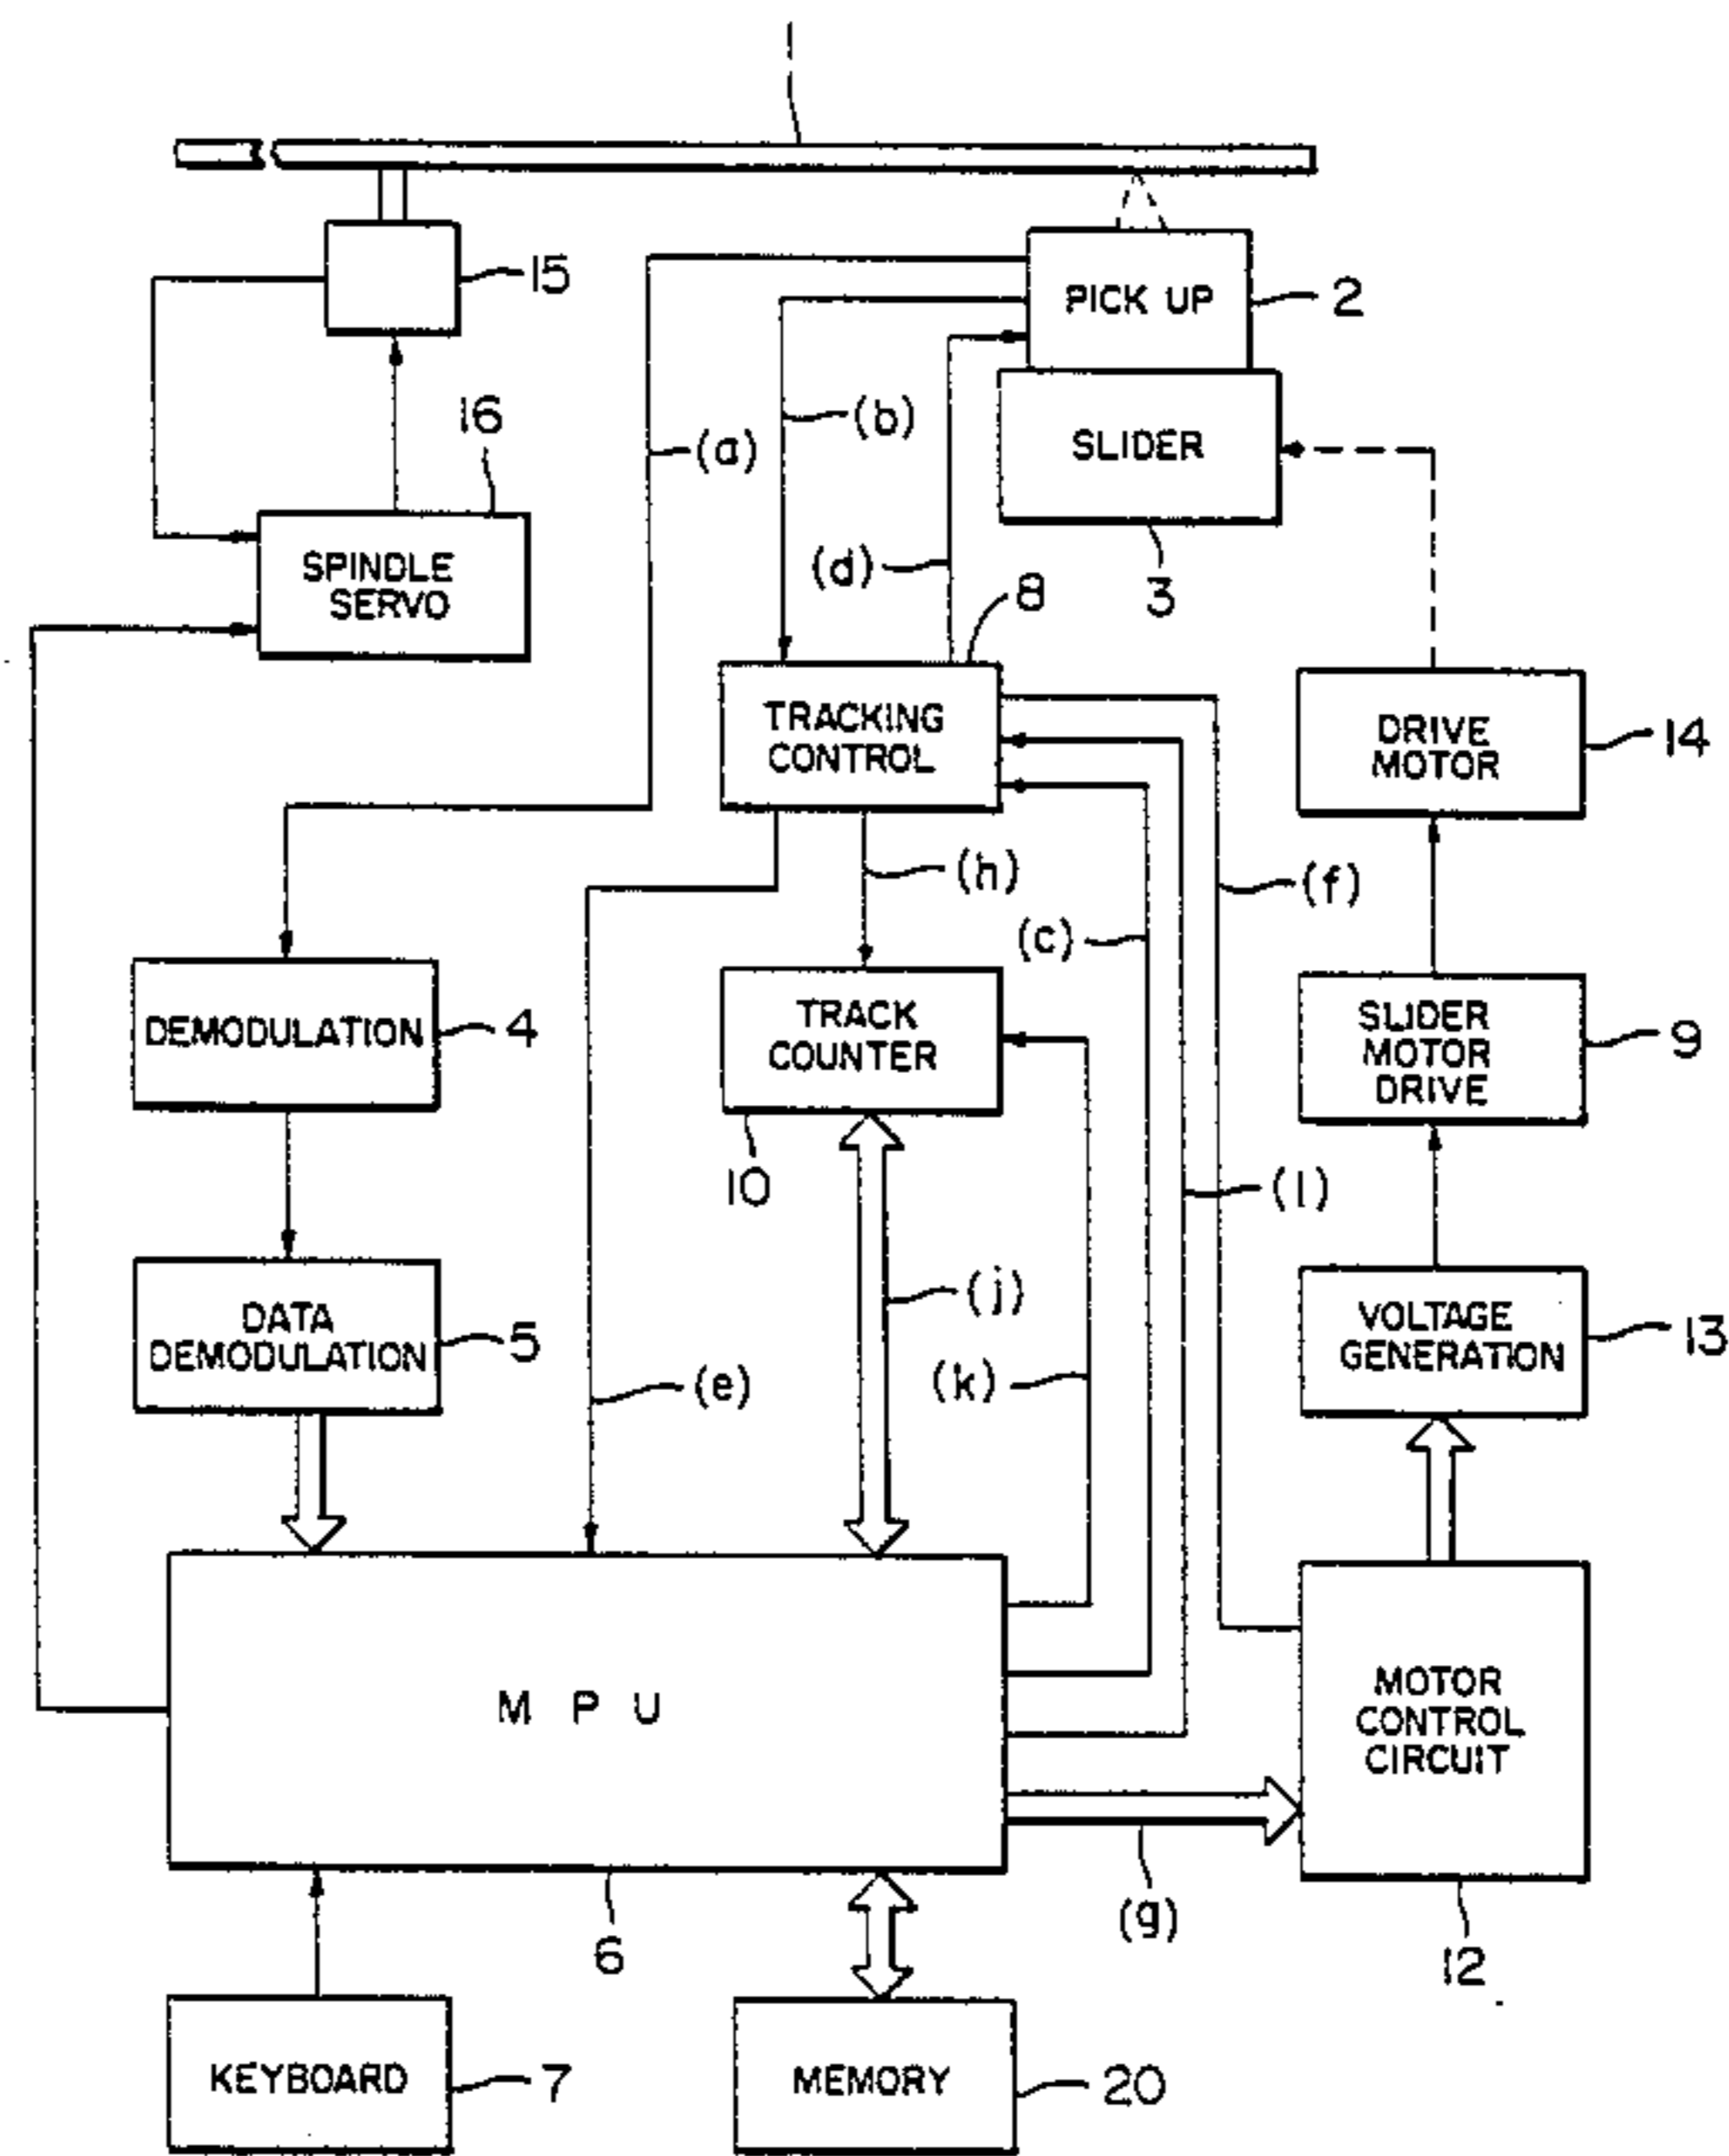 15
PICK UP
2
(b)
16
(a)
SLIDER
SPINDLE
SERVO
(d)
3
8
TRACKING
CONTROL
DRIVE
MOTOR
14
(h)
(f)
(c)
DEMODULATION
4
TRACK
COUNTER
SLIDER
MOTOR
DRIVE
9
10
(l)
DATA
DEMODULATION
5
(j)
VOLTAGE
GENERATION
13
(e)
(k)
M P U
MOTOR
CONTROL
CIRCUIT
(g)
6
12
KEYBOARD
7
MEMORY
20